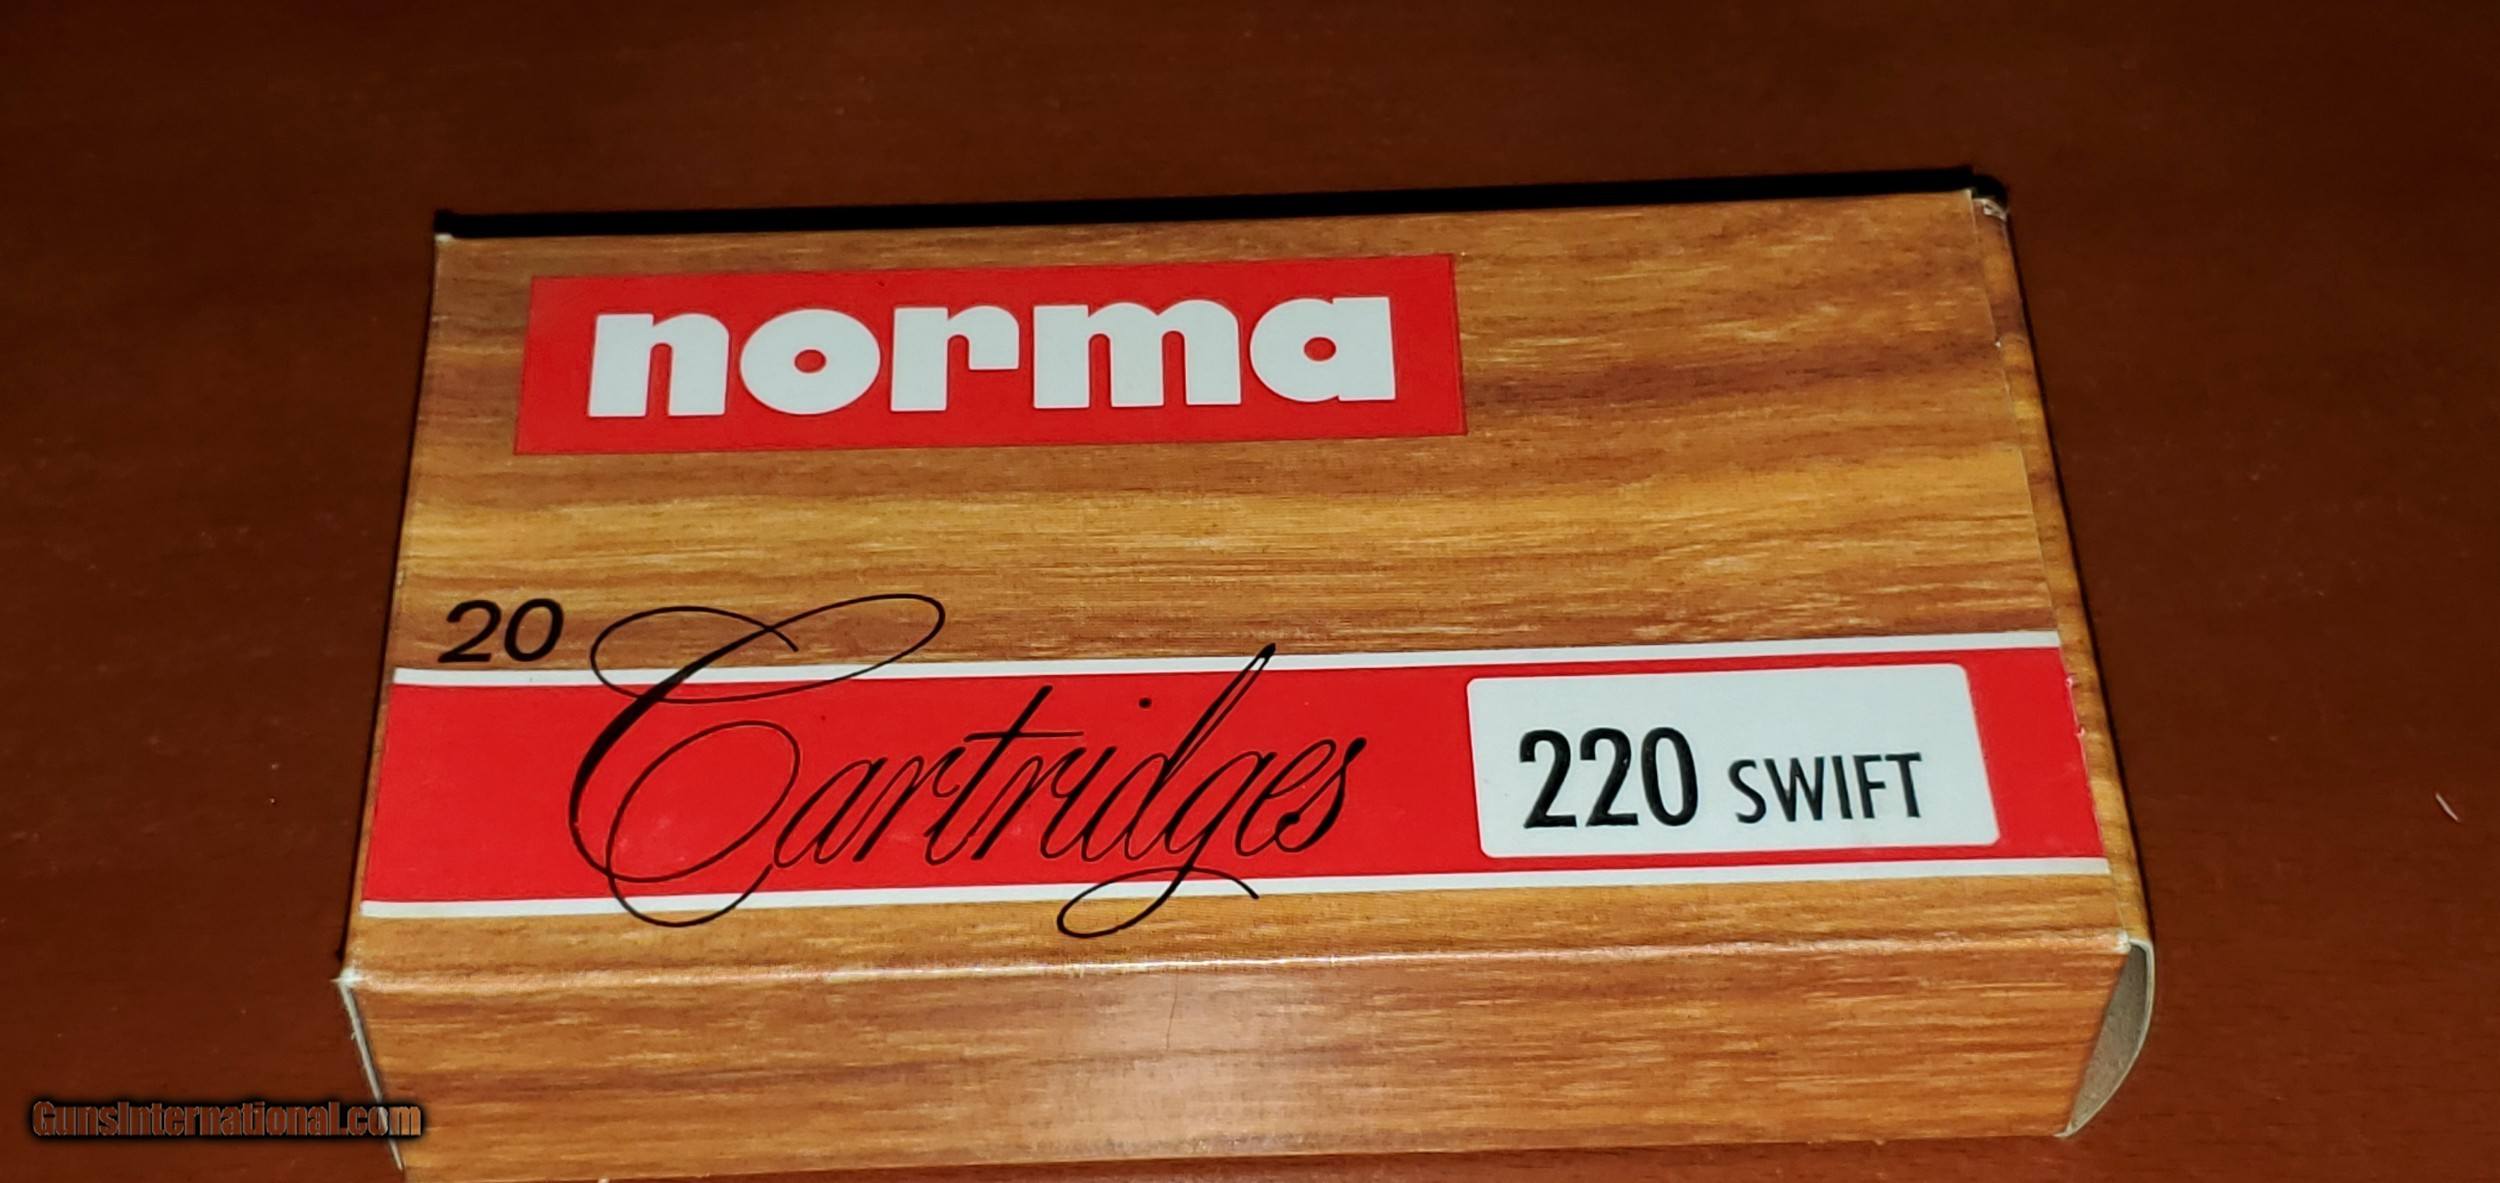 norma
20 Cartridges
220 SWIFT
GunsInternational.com